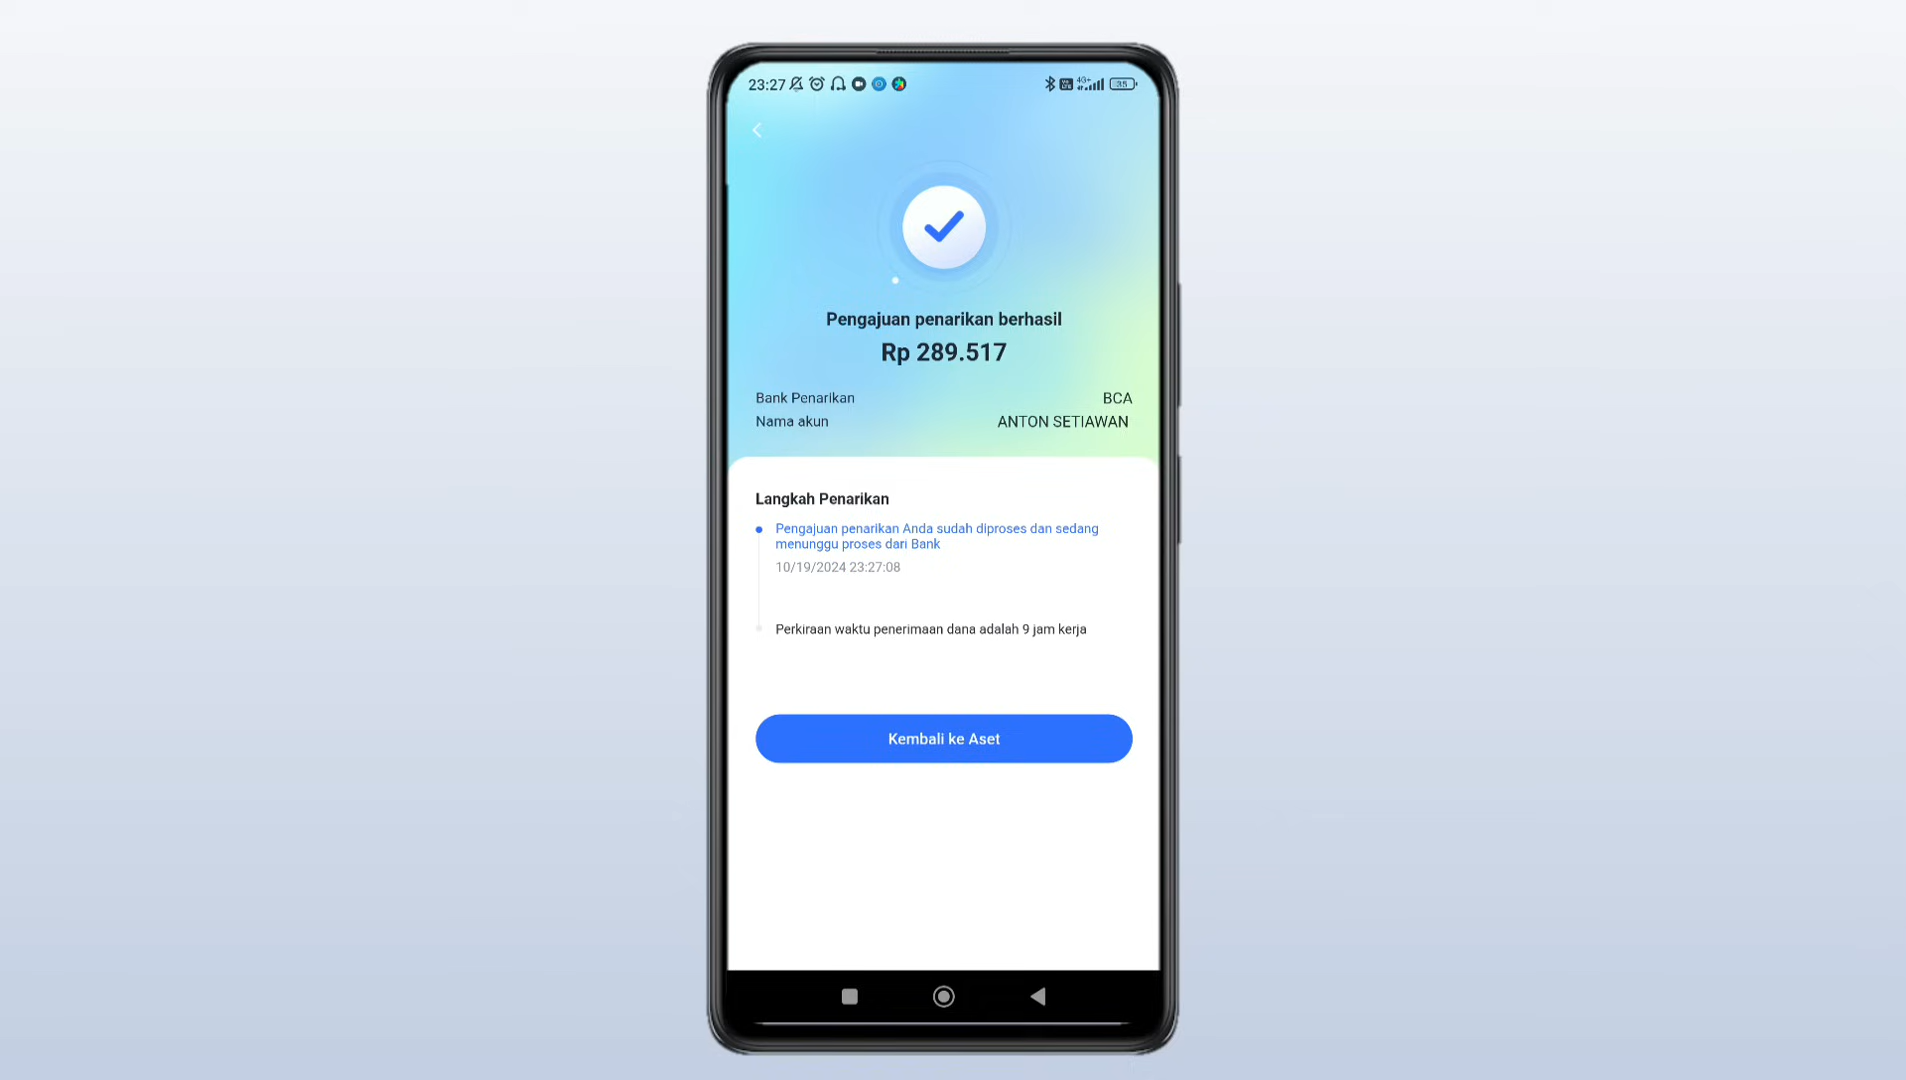 23:27
4G+
35
Pengajuan penarikan berhasil
Rp 289.517
Bank Penarikan BCA
Nama akun ANTON SETIAWAN
Langkah Penarikan
Pengajuan penarikan Anda sudah diproses dan sedang
menunggu proses dari Bank
10/19/2024 23:27:08
Perkiraan waktu penerimaan dana adalah 9 jam kerja
Kembali ke Aset